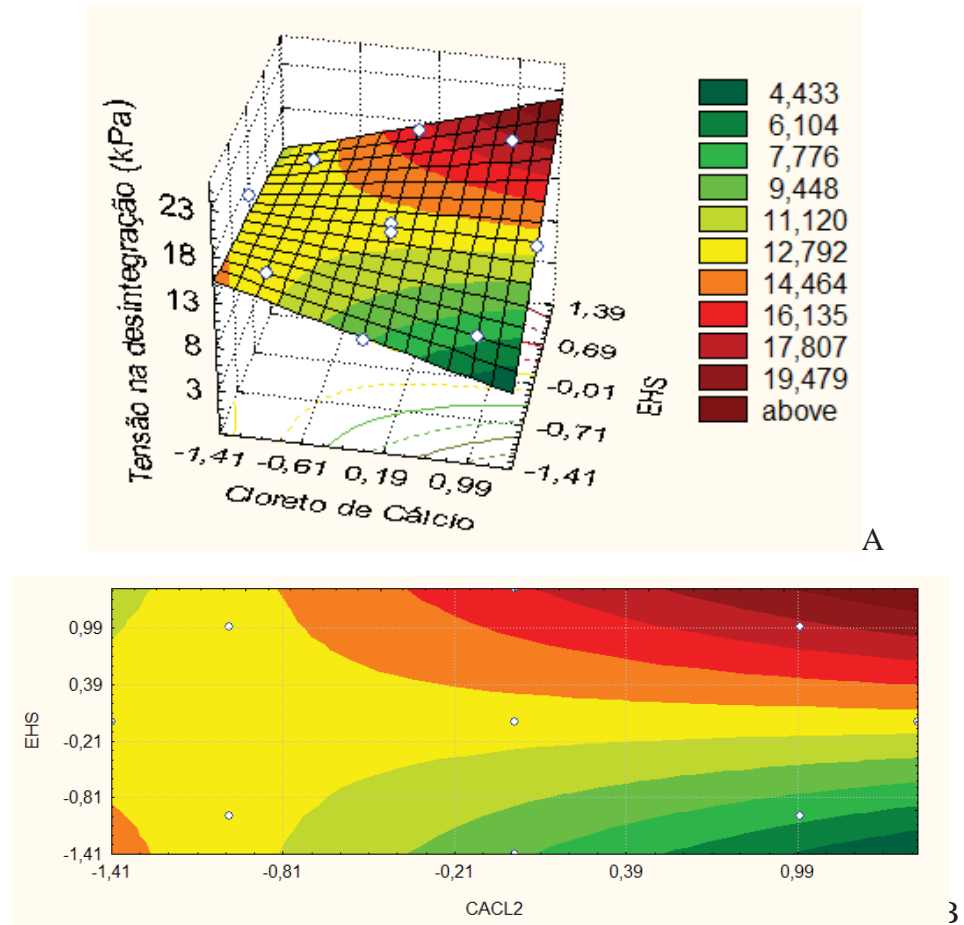 Tensão na desintegração (kPa)
23
18
13
8
3
-1,41 -0,61 0,19 0,99
Cloreto de Cálcio
1,39
0,69
-0,01
-0,71
-1,41
EHS
4,433
6,104
7,776
9,448
11,120
12,792
14,464
16,135
17,807
19,479
above
A
EHS
0,99
0,39
-0,21
-0,81
-1,41
-1,41 -0,81 -0,21 0,39 0,99
CACL2
B